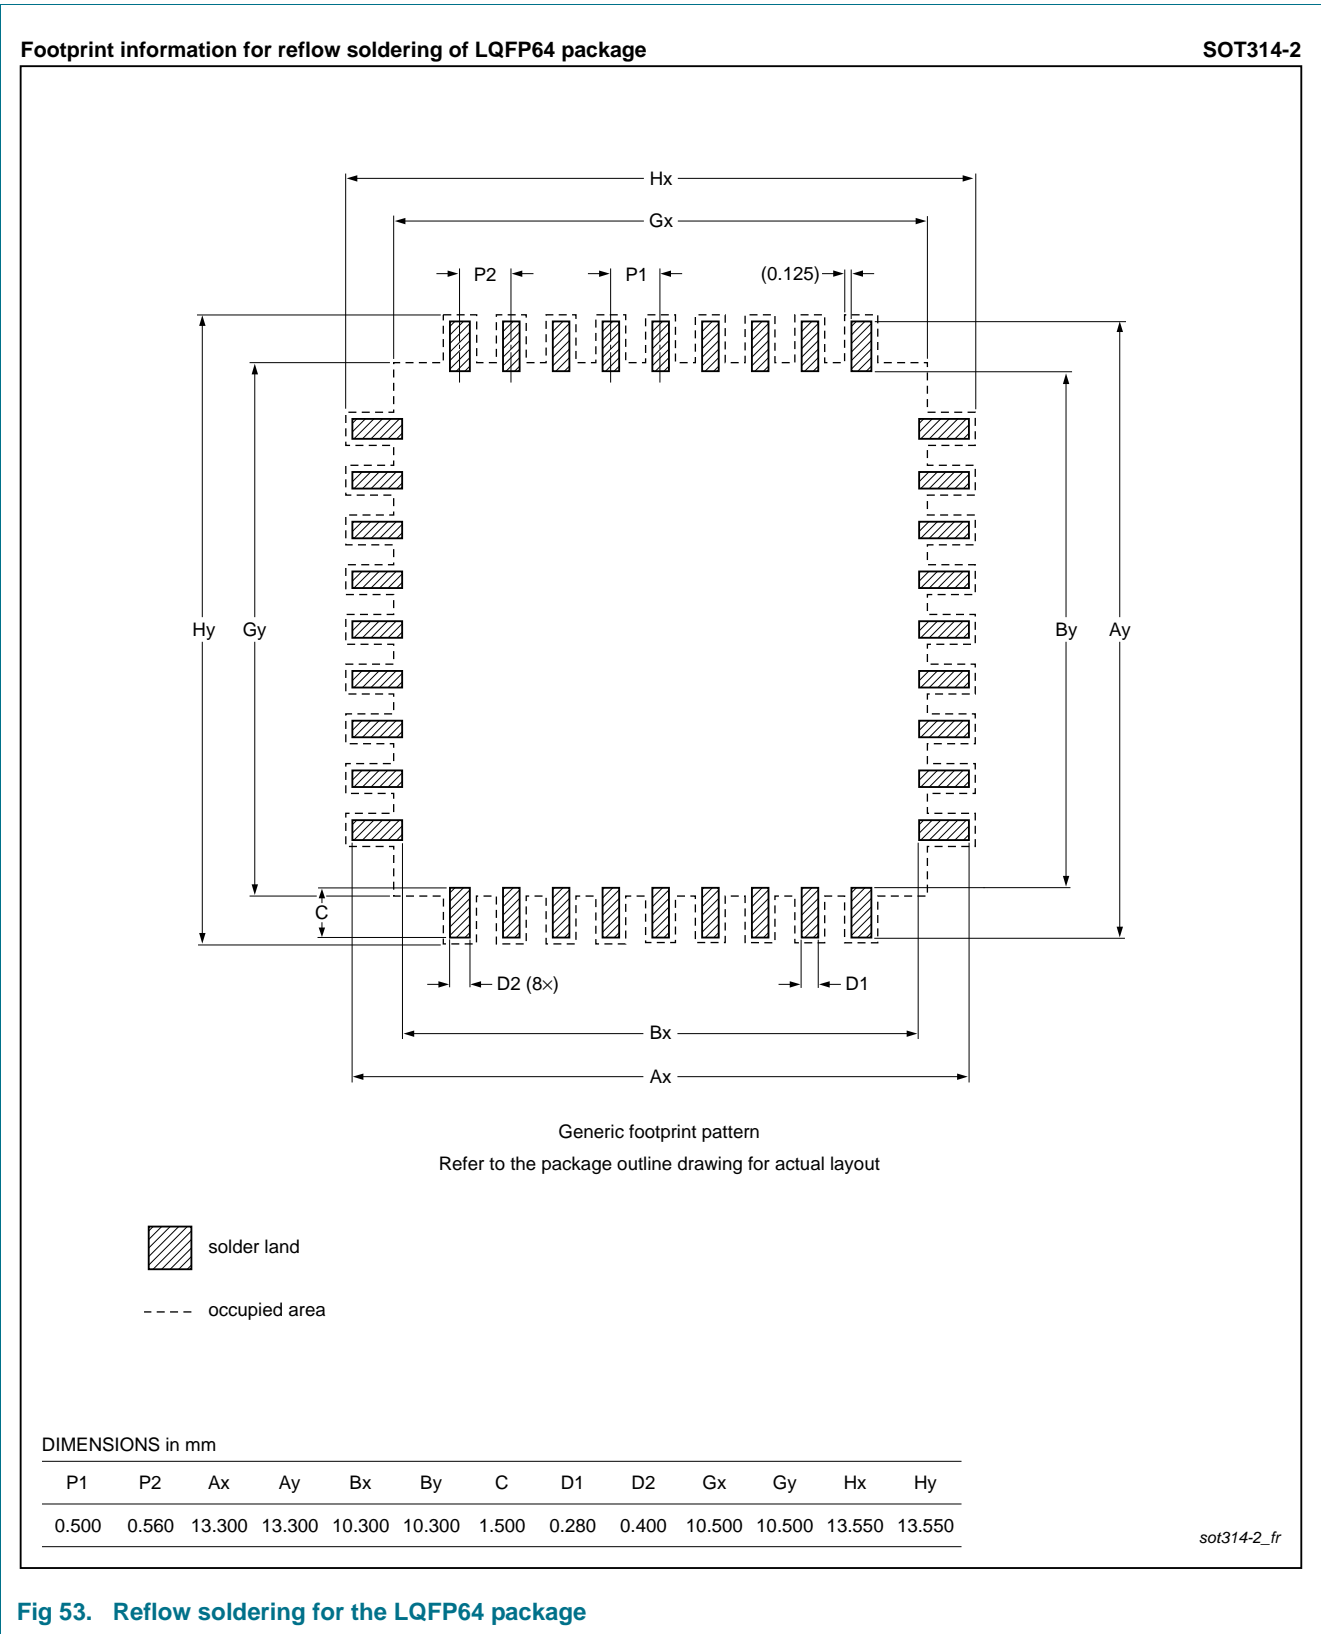 Footprint information for reflow soldering of LQFP64 package SOT314-2
Hx
Gx
P2 P1 (0.125)
Hy Gy By Ay
C
D2 (8×) D1
Bx
Ax
Generic footprint pattern
Refer to the package outline drawing for actual layout
solder land
occupied area
DIMENSIONS in mm
P1 P2 Ax Ay Bx By C D1 D2 Gx Gy Hx Hy
0.500 0.560 13.300 13.300 10.300 10.300 1.500 0.280 0.400 10.500 10.500 13.550 13.550
sot314-2_fr
Fig 53. Reflow soldering for the LQFP64 package